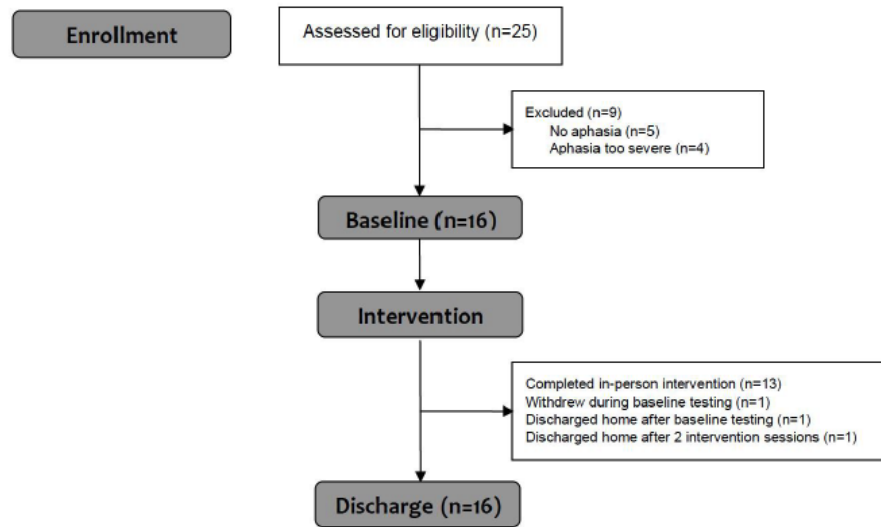 Enrollment
Assessed for eligibility (n=25)
Excluded (n=9)
No aphasia (n=5)
Aphasia too severe (n=4)
Baseline (n=16)
Intervention
Completed in-person intervention (n=13)
Withdrew during baseline testing (n=1)
Discharged home after baseline testing (n=1)
Discharged home after 2 intervention sessions (n=1)
Discharge (n=16)